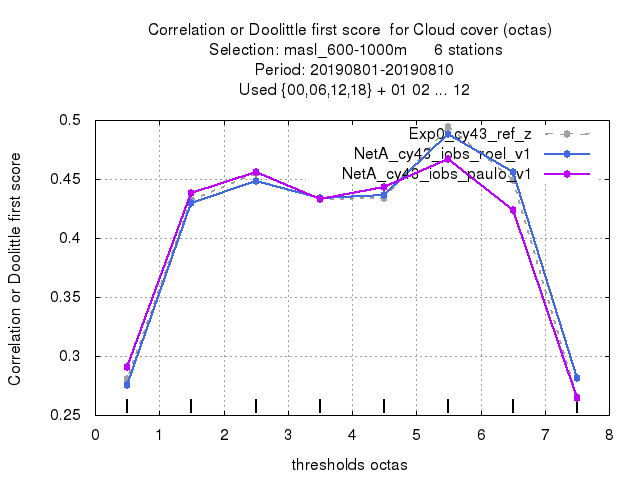 Correlation or Doolittle first score  for Cloud cover (octas)
Selection: masl_600-1000m      6 stations
Period: 20190801-20190810
Used {00,06,12,18} + 01 02 ... 12
Correlation or Doolittle first score
0.5
0.45
0.4
0.35
0.3
0.25
Exp0_cy43_ref_z
NetA_cy43_iobs_roel_v1
NetA_cy43_iobs_paulo_v1
0 1 2 3 4 5 6 7 8
thresholds octas